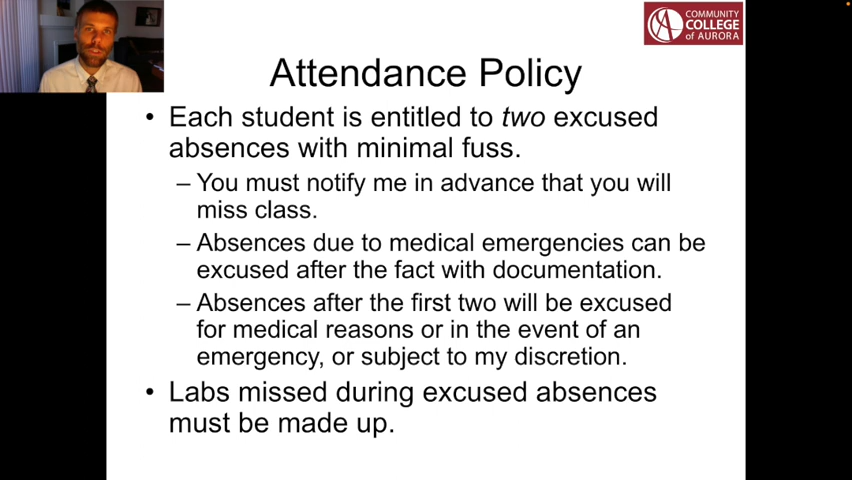 COMMUNITY
COLLEGE
of AURORA
Attendance Policy
• Each student is entitled to two excused
absences with minimal fuss.
– You must notify me in advance that you will
miss class.
– Absences due to medical emergencies can be
excused after the fact with documentation.
– Absences after the first two will be excused
for medical reasons or in the event of an
emergency, or subject to my discretion.
• Labs missed during excused absences
must be made up.